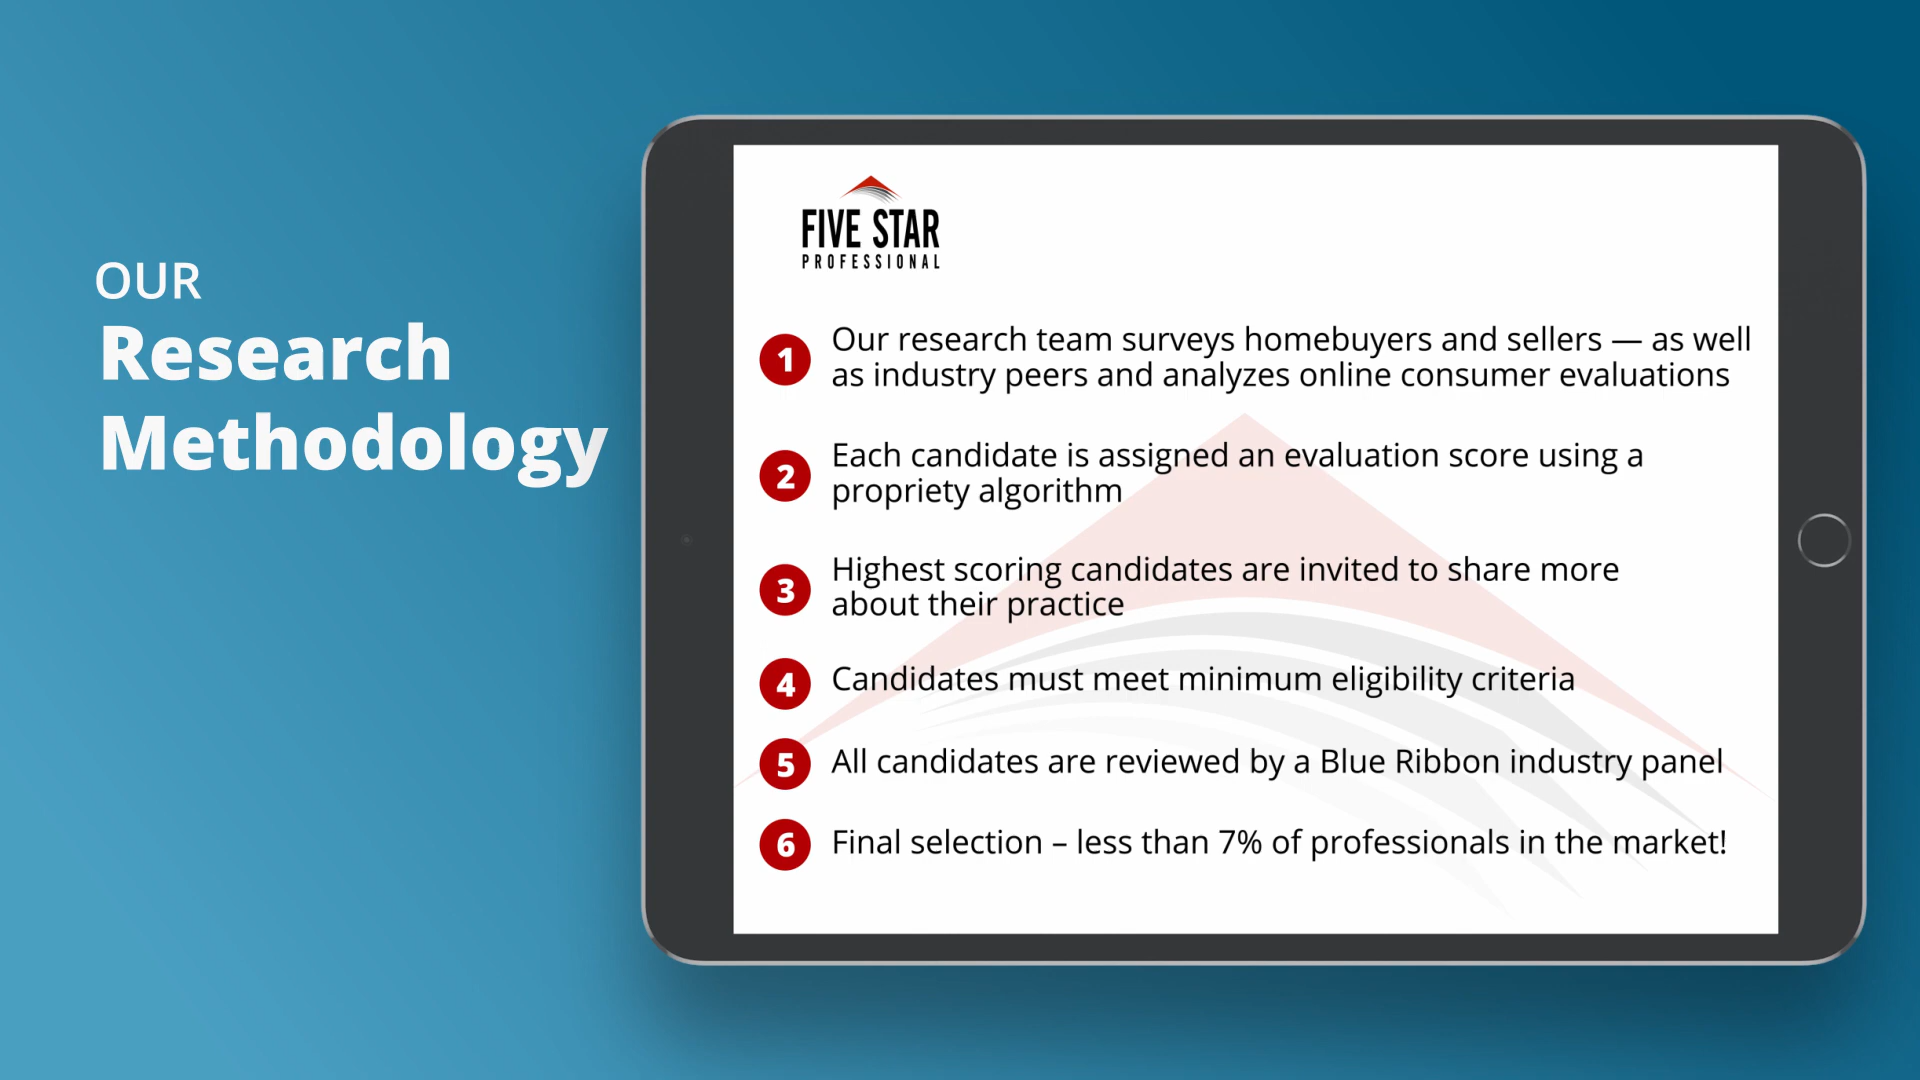 OUR
Research
Methodology
FIVE STAR
PROFESSIONAL
1 Our research team surveys homebuyers and sellers — as well
as industry peers and analyzes online consumer evaluations
2 Each candidate is assigned an evaluation score using a
propriety algorithm
3 Highest scoring candidates are invited to share more
about their practice
4 Candidates must meet minimum eligibility criteria
5 All candidates are reviewed by a Blue Ribbon industry panel
6 Final selection – less than 7% of professionals in the market!